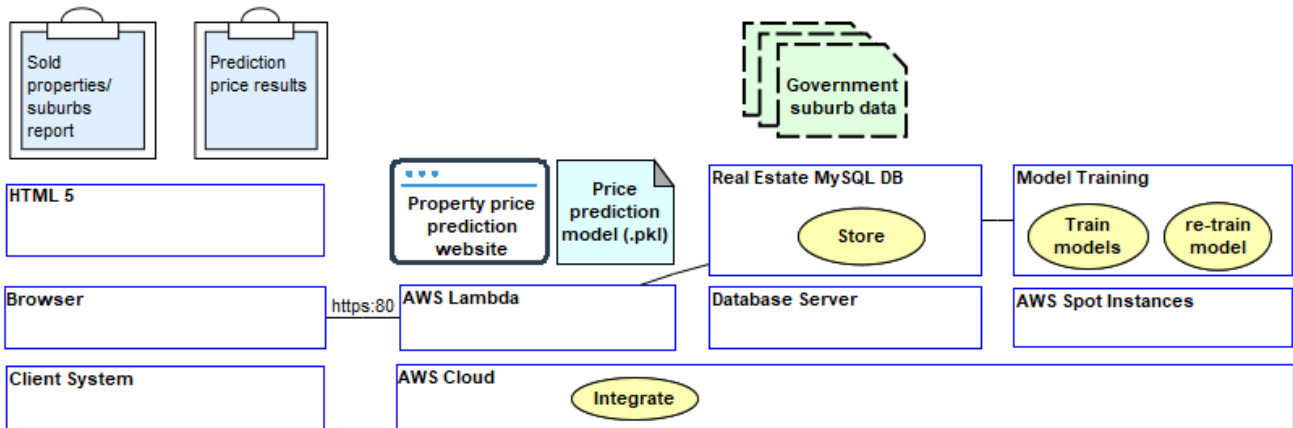 Sold
properties/
suburbs
report
Prediction
price results
Government
suburb data
HTML 5
Property price
prediction
website
Price
prediction
model (.pkl)
Real Estate MySQL DB
Store
Model Training
Train
models
re-train
model
Browser
https:80
AWS Lambda
Database Server
AWS Spot Instances
Client System
AWS Cloud
Integrate